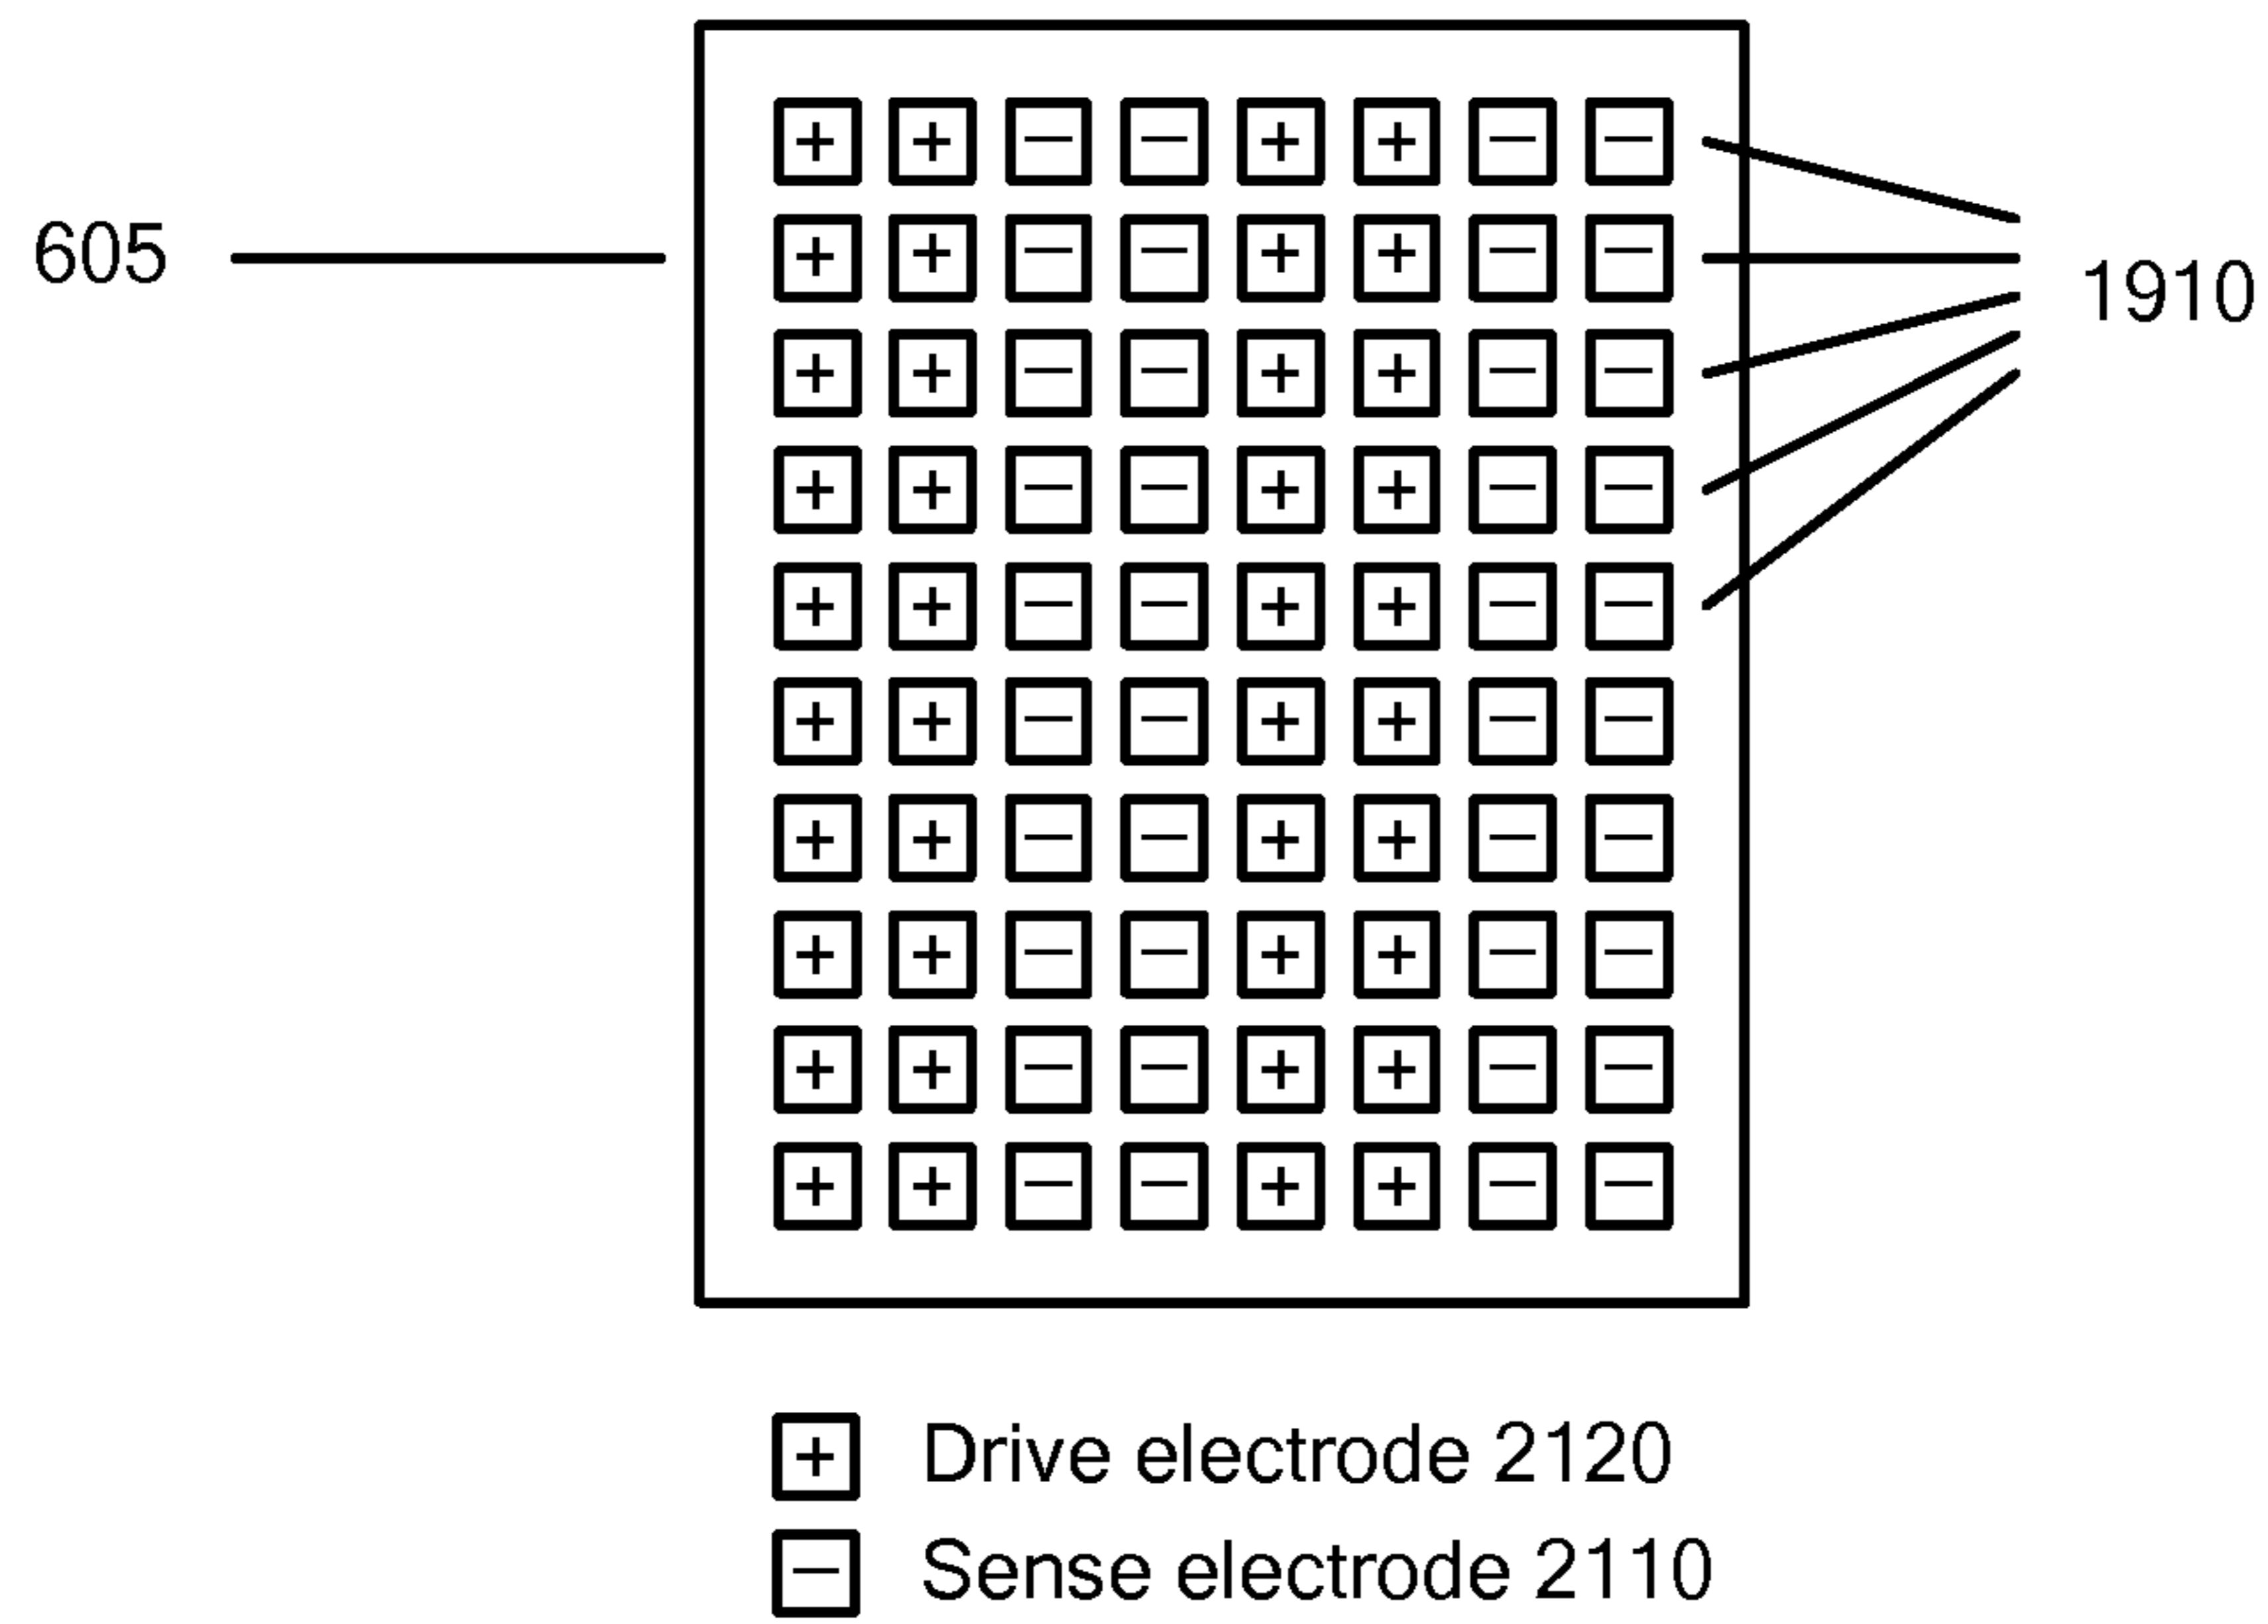 + + — — + + — —
605 + + — — + + — — 1910
+ + — — + + — —
+ + — — + + — —
+ + — — + + — —
+ + — — + + — —
+ + — — + + — —
+ + — — + + — —
+ + — — + + — —
+ + — — + + — —
+ Drive electrode 2120
— Sense electrode 2110